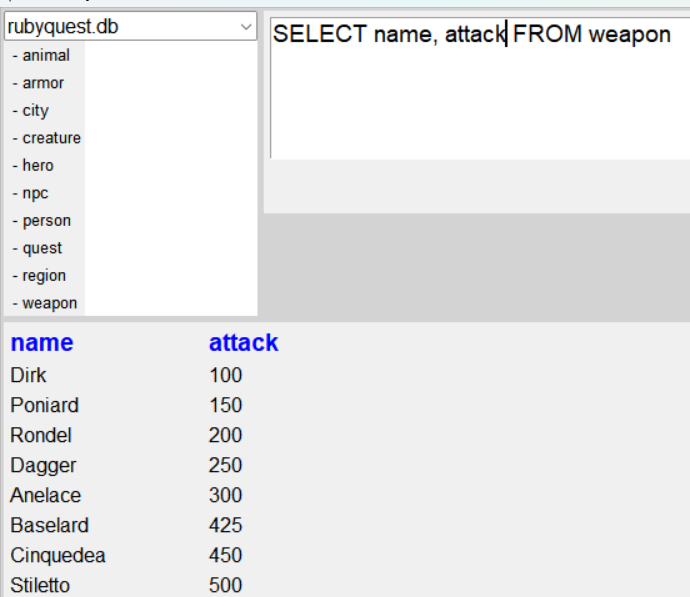 rubyquest.db
- animal
- armor
- city
- creature
- hero
- npc
- person
- quest
- region
- weapon
SELECT name, attack FROM weapon
name attack
Dirk 100
Poniard 150
Rondel 200
Dagger 250
Anelace 300
Baselard 425
Cinquedea 450
Stiletto 500